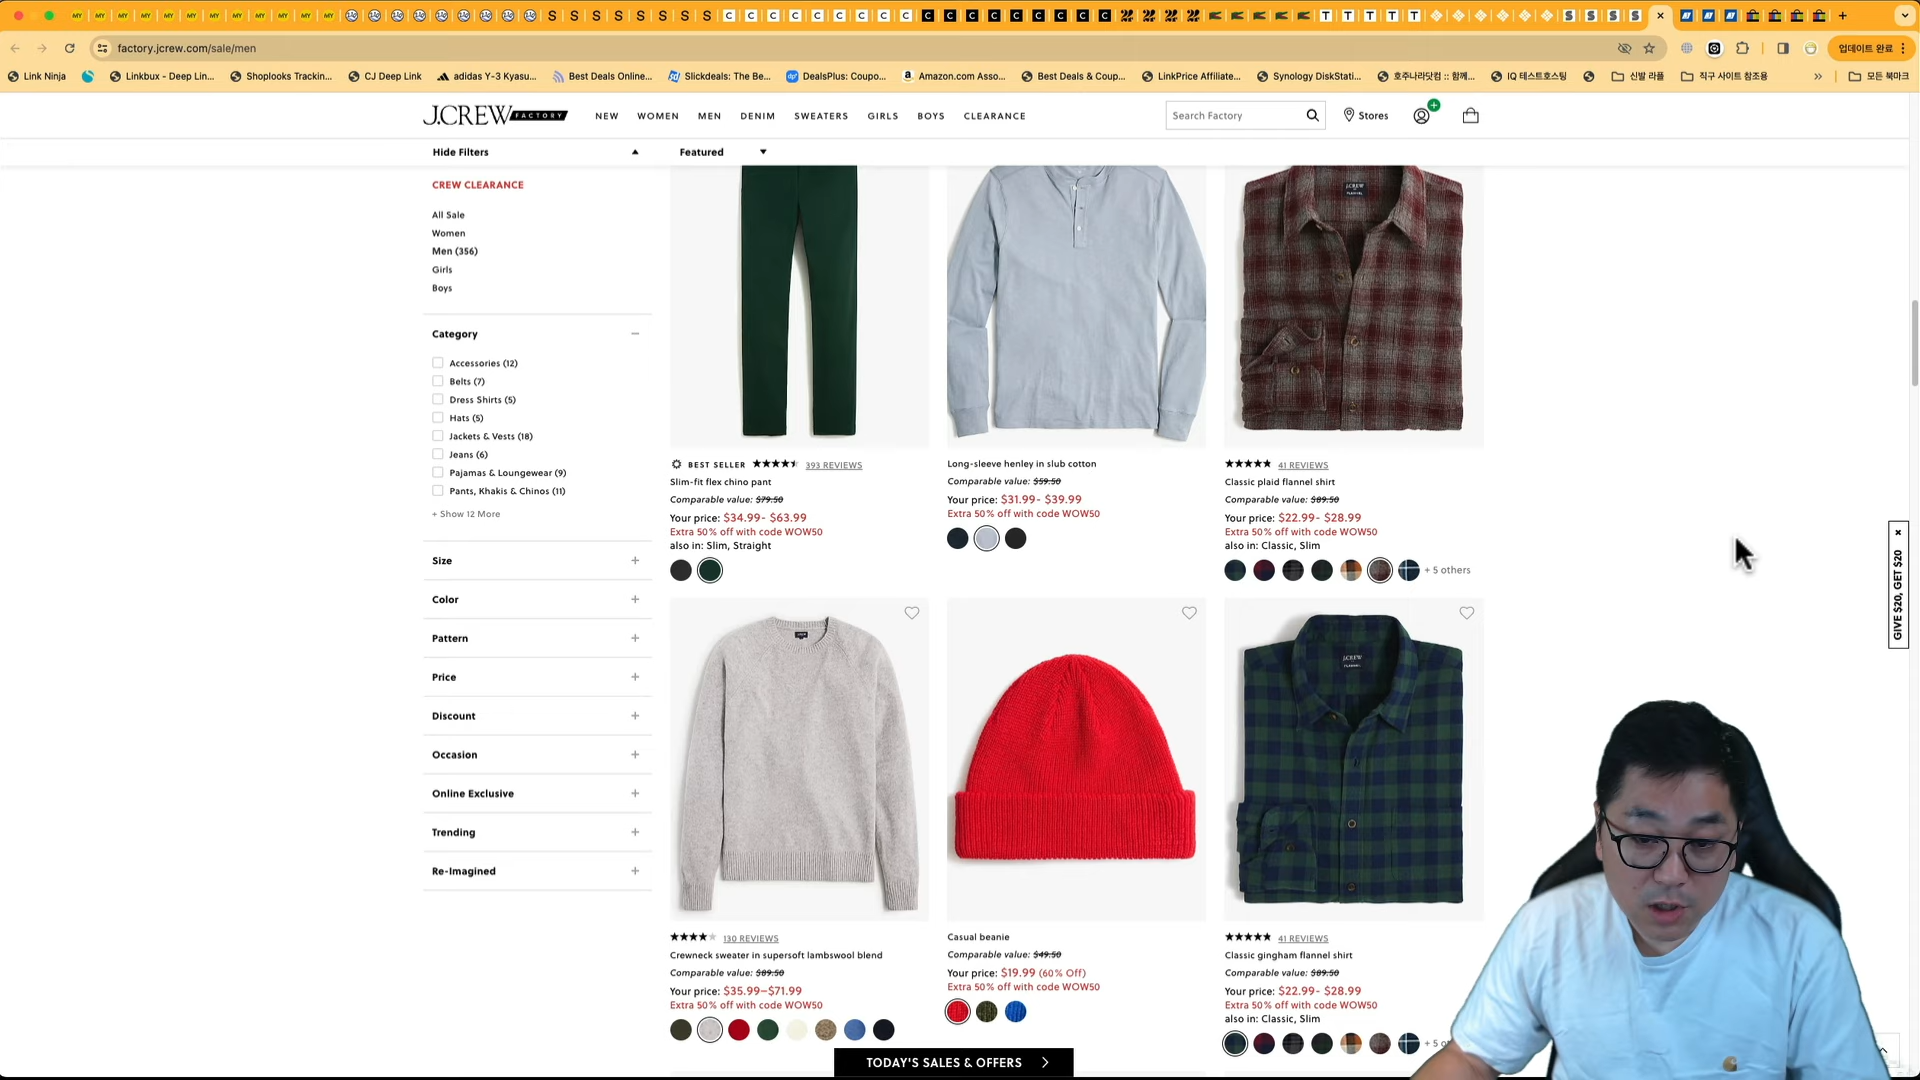 factory.jcrew.com/sale/men
업데이트 완료
Link Ninja
Linkbux - Deep Lin...
Shoplooks Trackin...
CJ Deep Link
adidas Y-3 Kyasu...
Best Deals Online...
Slickdeals: The Be...
DealsPlus: Coupo...
Amazon.com Asso...
Best Deals & Coup...
LinkPrice Affiliate...
Synology DiskStati...
호주나라닷컴 :: 함께...
IQ 테스트호스팅
신발 라플
직구 사이트 참조용
모든 북마크
J.CREW FACTORY
NEW WOMEN MEN DENIM SWEATERS GIRLS BOYS CLEARANCE
Search Factory
Stores
Hide Filters
Featured
CREW CLEARANCE
All Sale
Women
Men (356)
Girls
Boys
Category
Accessories (12)
Belts (7)
Dress Shirts (5)
Hats (5)
Jackets & Vests (18)
Jeans (6)
Pajamas & Loungewear (9)
Pants, Khakis & Chinos (11)
+ Show 12 More
Size
Color
Pattern
Price
Discount
Occasion
Online Exclusive
Trending
Re-Imagined
BEST SELLER 393 REVIEWS
Slim-fit flex chino pant
Comparable value: $79.50
Your price: $34.99- $63.99
Extra 50% off with code WOW50
also in: Slim, Straight
Long-sleeve henley in slub cotton
Comparable value: $59.50
Your price: $31.99- $39.99
Extra 50% off with code WOW50
J.CREW
FLANNEL
41 REVIEWS
Classic plaid flannel shirt
Comparable value: $89.50
Your price: $22.99- $28.99
Extra 50% off with code WOW50
also in: Classic, Slim
+ 5 others
130 REVIEWS
Crewneck sweater in supersoft lambswool blend
Comparable value: $89.50
Your price: $35.99–$71.99
Extra 50% off with code WOW50
Casual beanie
Comparable value: $49.50
Your price: $19.99 (60% Off)
Extra 50% off with code WOW50
J.CREW
FLANNEL
41 REVIEWS
Classic gingham flannel shirt
Comparable value: $89.50
Your price: $22.99- $28.99
Extra 50% off with code WOW50
also in: Classic, Slim
+ 5
GIVE $20, GET $20
TODAY'S SALES & OFFERS